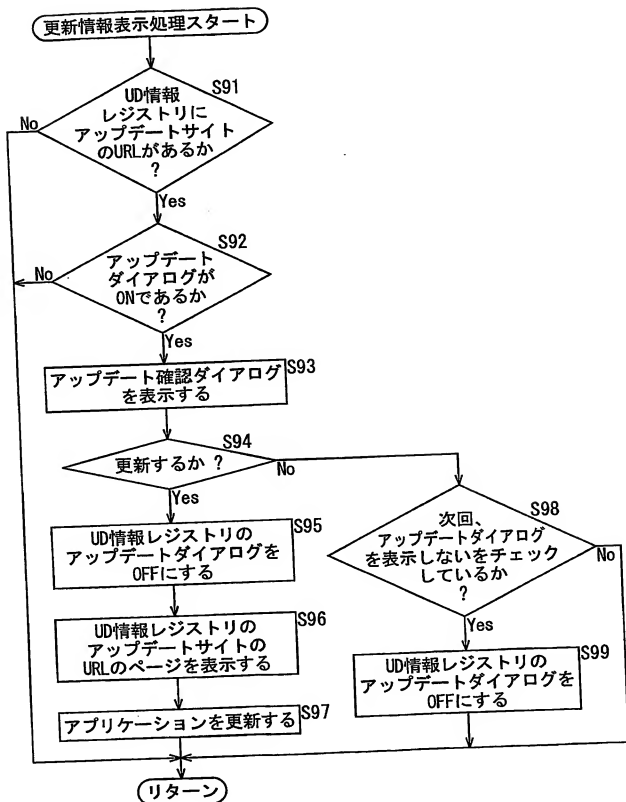 更新情報表示処理スタート
S91
UD情報
レジストリに
アップデートサイト
のURLがあるか
?
No
Yes
S92
アップデート
ダイアログが
ONであるか
?
No
Yes
S93
アップデート確認ダイアログ
を表示する
S94
更新するか ?
No
Yes
S95
UD情報レジストリの
アップデートダイアログを
OFFにする
S96
UD情報レジストリの
アップデートサイトの
URLのページを表示する
アプリケーションを更新する
S97
S98
次回、
アップデートダイアログ
を表示しないをチェック
しているか
?
No
Yes
S99
UD情報レジストリの
アップデートダイアログを
OFFにする
リターン